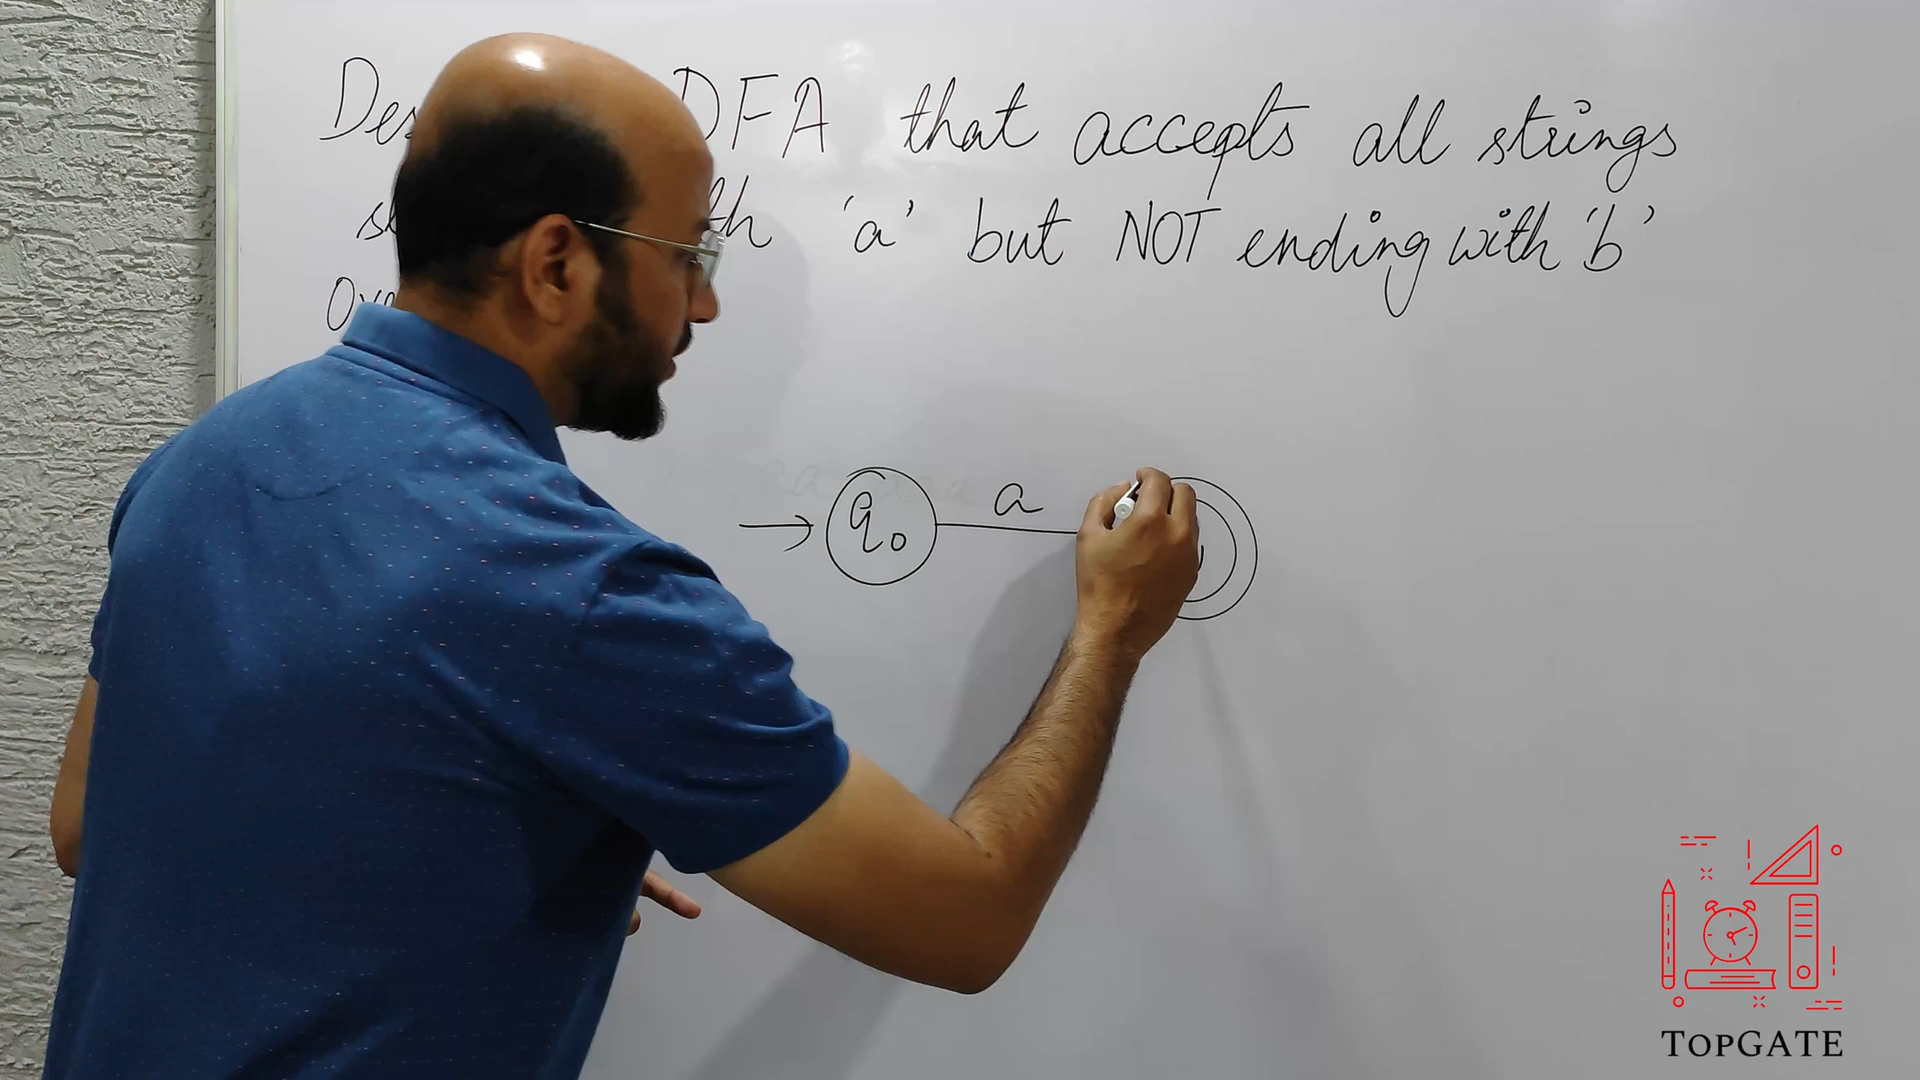 DFA that accepts all strings
'a' but NOT ending with 'b'
q0
a
TOPGATE